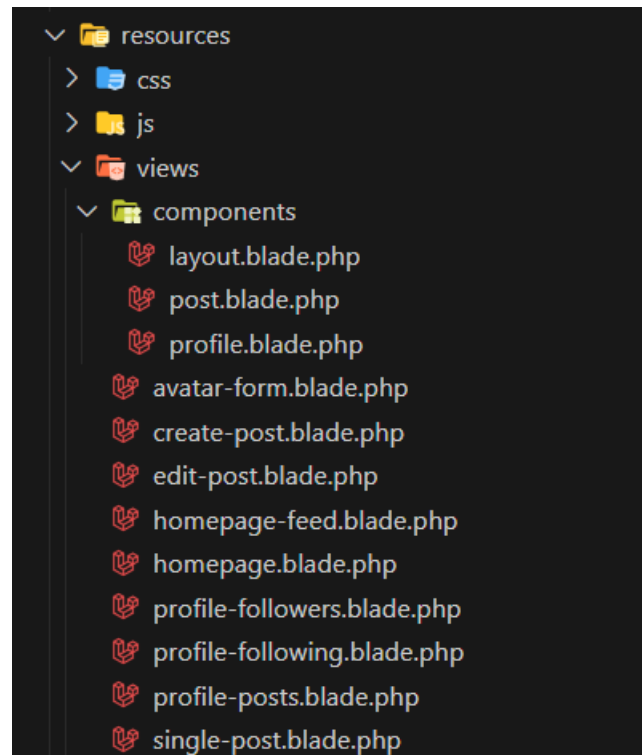 resources
css
js
views
components
layout.blade.php
post.blade.php
profile.blade.php
avatar-form.blade.php
create-post.blade.php
edit-post.blade.php
homepage-feed.blade.php
homepage.blade.php
profile-followers.blade.php
profile-following.blade.php
profile-posts.blade.php
single-post.blade.php